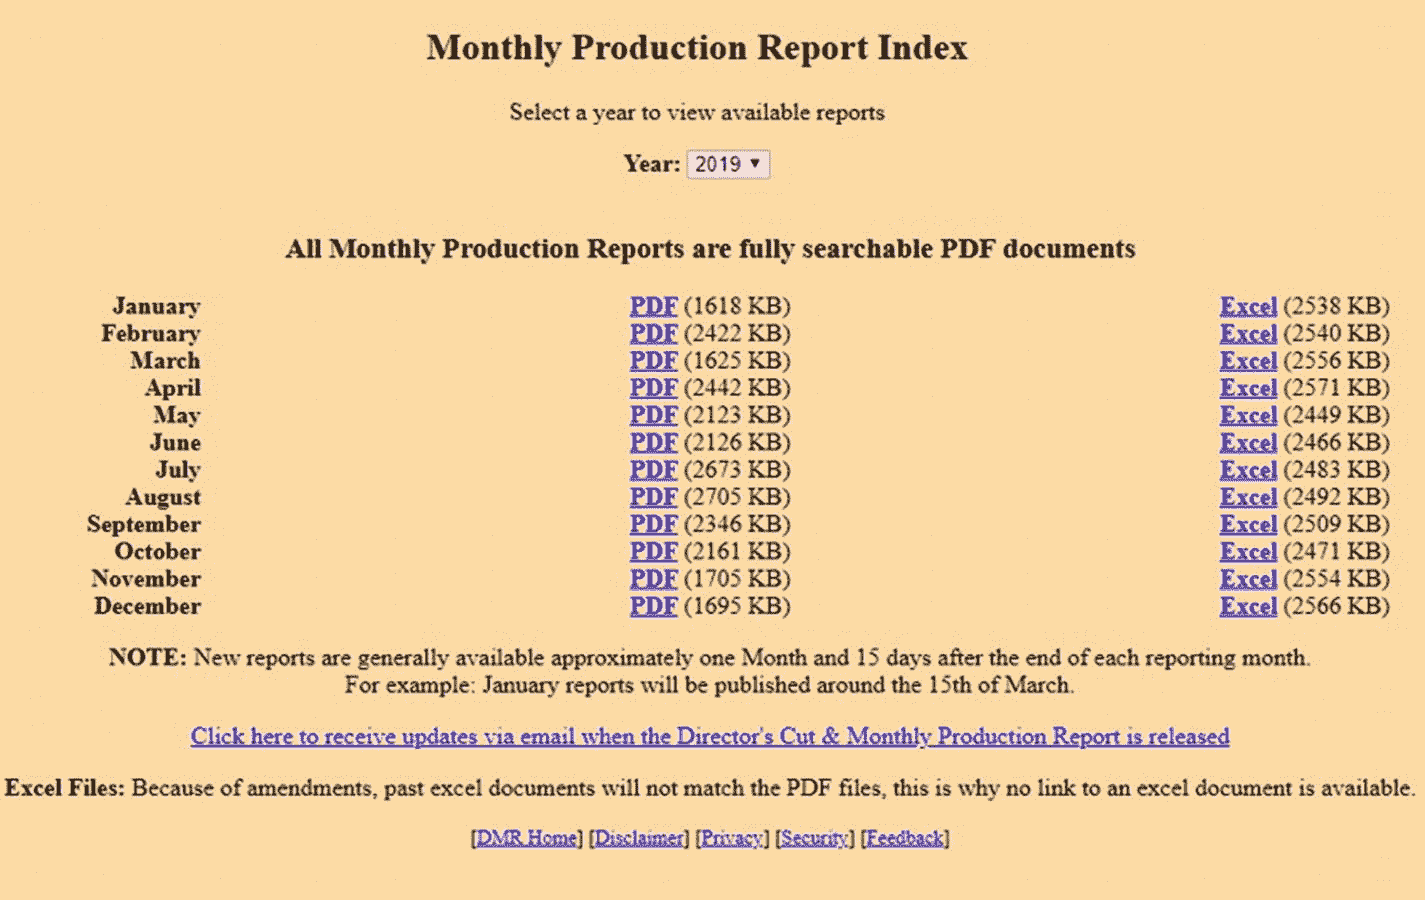 Monthly Production Report Index
Select a year to view available reports
Year: 2019
All Monthly Production Reports are fully searchable PDF documents
January PDF (1618 KB) Excel (2538 KB)
February PDF (2422 KB) Excel (2540 KB)
March PDF (1625 KB) Excel (2556 KB)
April PDF (2442 KB) Excel (2571 KB)
May PDF (2123 KB) Excel (2449 KB)
June PDF (2126 KB) Excel (2466 KB)
July PDF (2673 KB) Excel (2483 KB)
August PDF (2705 KB) Excel (2492 KB)
September PDF (2346 KB) Excel (2509 KB)
October PDF (2161 KB) Excel (2471 KB)
November PDF (1705 KB) Excel (2554 KB)
December PDF (1695 KB) Excel (2566 KB)
NOTE: New reports are generally available approximately one Month and 15 days after the end of each reporting month.
For example: January reports will be published around the 15th of March.
Click here to receive updates via email when the Director's Cut & Monthly Production Report is released
Excel Files: Because of amendments, past excel documents will not match the PDF files, this is why no link to an excel document is available.
[DMR Home] [Disclaimer] [Privacy] [Security] [Feedback]